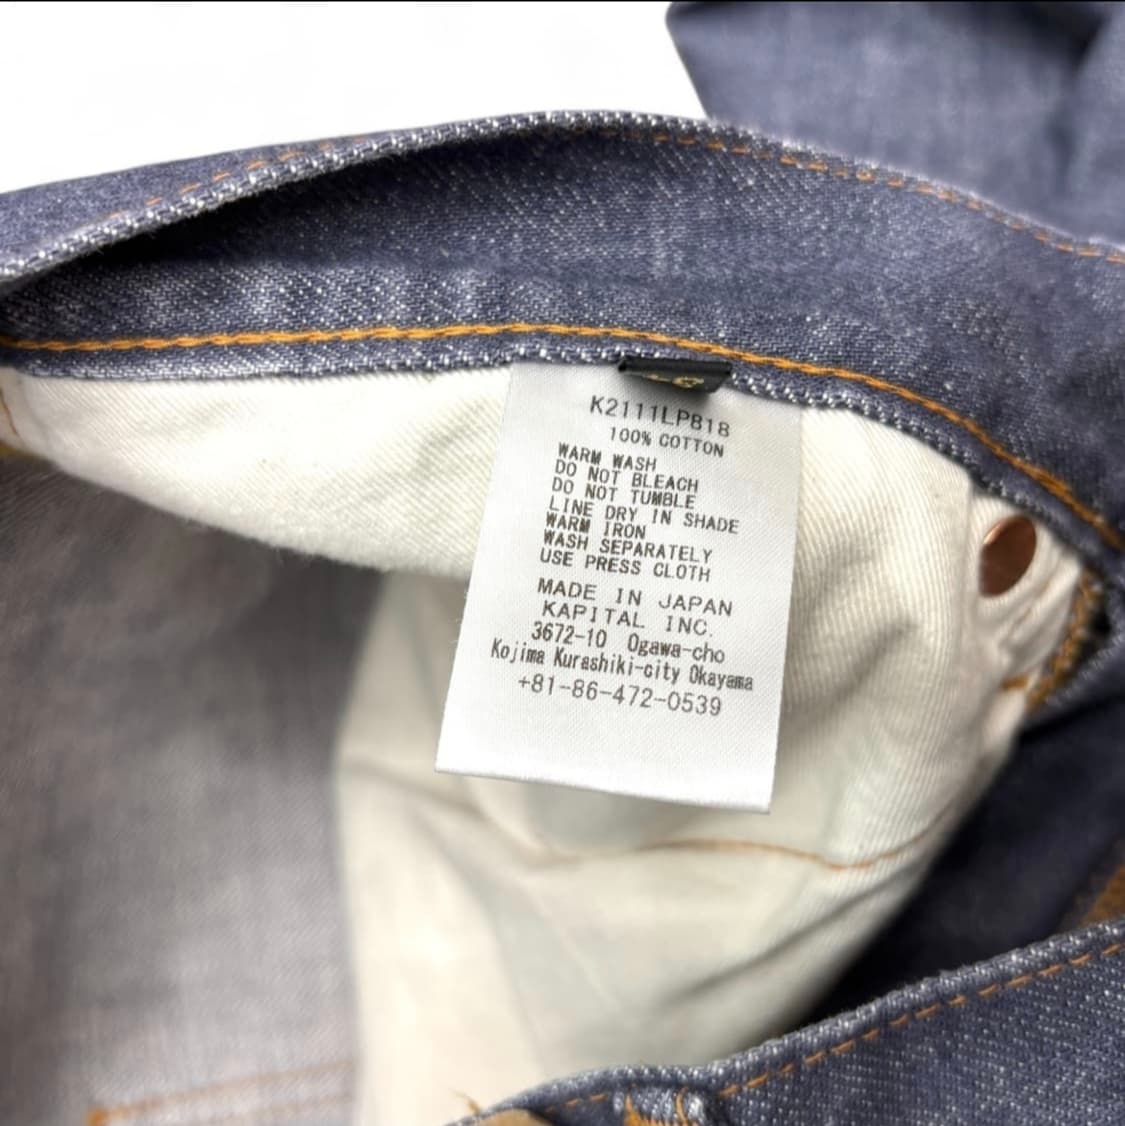 K2111LP818
100% COTTON
WARM WASH
DO NOT BLEACH
DO NOT TUMBLE
LINE DRY IN SHADE
WARM IRON
WASH SEPARATELY
USE PRESS CLOTH
MADE IN JAPAN
KAPITAL INC.
3672-10 Ogawa-cho
Kojima Kurashiki-city Okayama
+81-86-472-0539